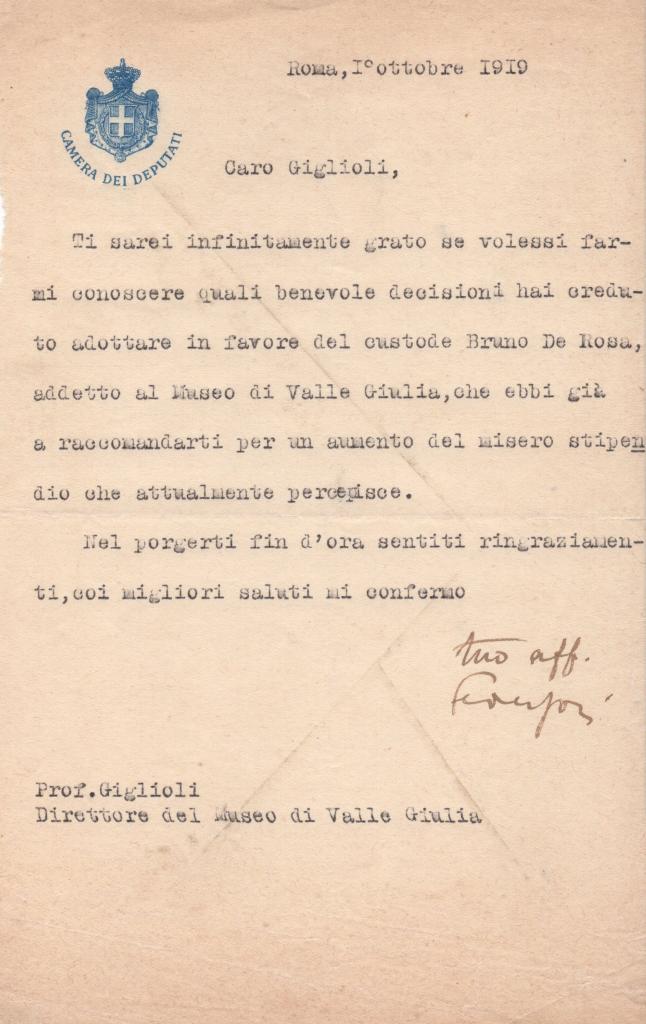 Roma,1°ottobre 1919
CAMERA DEI DEPUTATI
Caro Giglioli,
Ti sarei infinitamente grato se volessi far-
mi conoscere quali benevole decisioni hai credu-
to adottare in favore del custode Bruno De Rosa,
addetto al Museo di Valle Giulia,che ebbi già
a raccomandarti per un aumento del misero stipen
dio che attualmente percepisce.
Nel porgerti fin d'ora sentiti ringraziamen-
ti,coi migliori saluti mi confermo
tuo aff.
Prof.Giglioli
Direttore del Museo di Valle Giulia